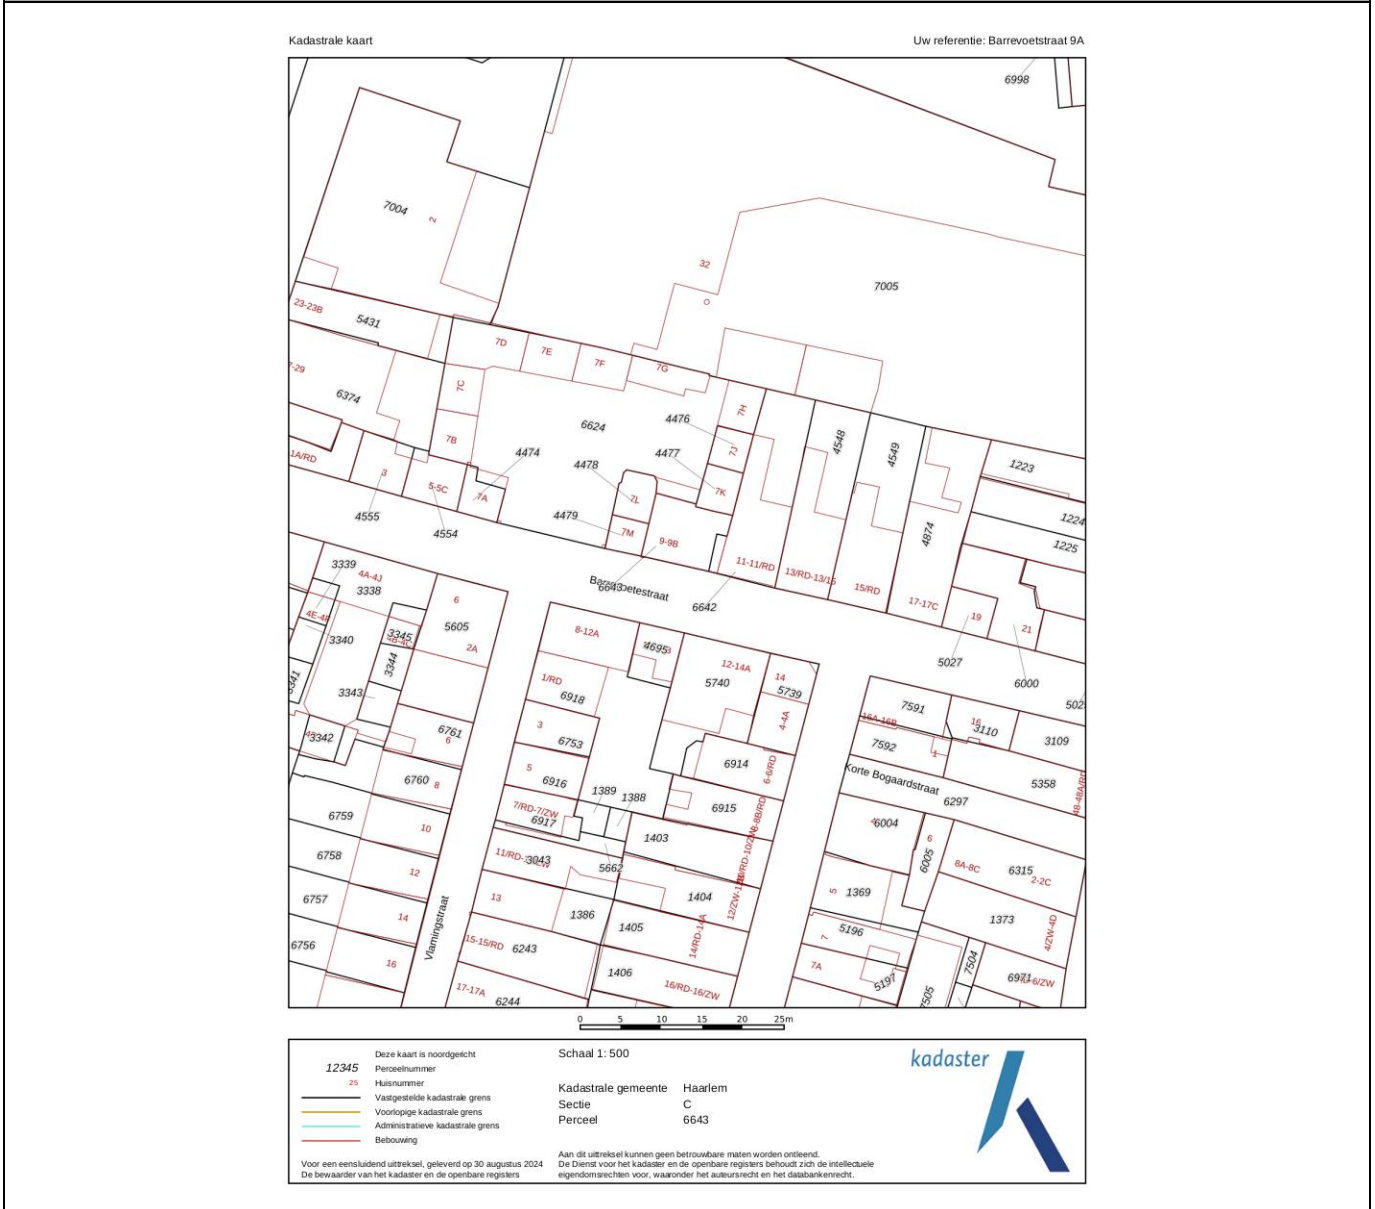 Kadastrale kaart
Uw referentie: Barrevoetstraat 9A
6998
7004
2
32
7005
23-23B
5431
7D
7E
7F
7G
6374
7C
7H
4476
6624
4548
4549
7B
4474
4478
4477
7J
1223
1A/RD
3
5-5C
7A
7L
7K
4555
4554
4479
7M
9-9B
4874
1224
1225
11-11/RD
13/RD-13/15
15/RD
17-17C
3339
4A-4J
3338
6643
6642
19
21
6
5605
2A
3345
3340
3344
3341
3343
3342
8-12A
4695
12-14A
5740
14
5739
5027
6000
1/RD
6918
4-4A
7591
16A-16B
16
3110
3109
3
6753
6761
6
7592
1
5
6916
6760
8
6914
6-6/RD
Korte Bogaardstraat
6297
5358
48-48A/RD
1389
1388
6915
7/RD-7/ZW
6917
6759
10
1403
6004
6
6005
3043
5662
6758
12
8A-8C
6315
2-2C
1404
5
1369
6757
13
14
1386
1405
14/RD-14A
1373
4/ZW-4D
7
5196
Vlamingstraat
6756
16
15-15/RD
6243
1406
16/RD-16/ZW
7A
5197
7504
6971
7505
17-17A
6244
0 5 10 15 20 25m
Deze kaart is noordgericht
12345 Perceelnummer
25 Huisnummer
Vastgestelde kadastrale grens
Voorlopige kadastrale grens
Administratieve kadastrale grens
Bebouwing
Voor een eensluidend uittreksel, geleverd op 30 augustus 2024
De bewaarder van het kadaster en de openbare registers
Schaal 1: 500
Kadastrale gemeente Haarlem
Sectie C
Perceel 6643
Aan dit uittreksel kunnen geen betrouwbare maten worden ontleend.
De Dienst voor het kadaster en de openbare registers behoudt zich de intellectuele
eigendomsrechten voor, waaronder het auteursrecht en het databankenrecht.
kadaster